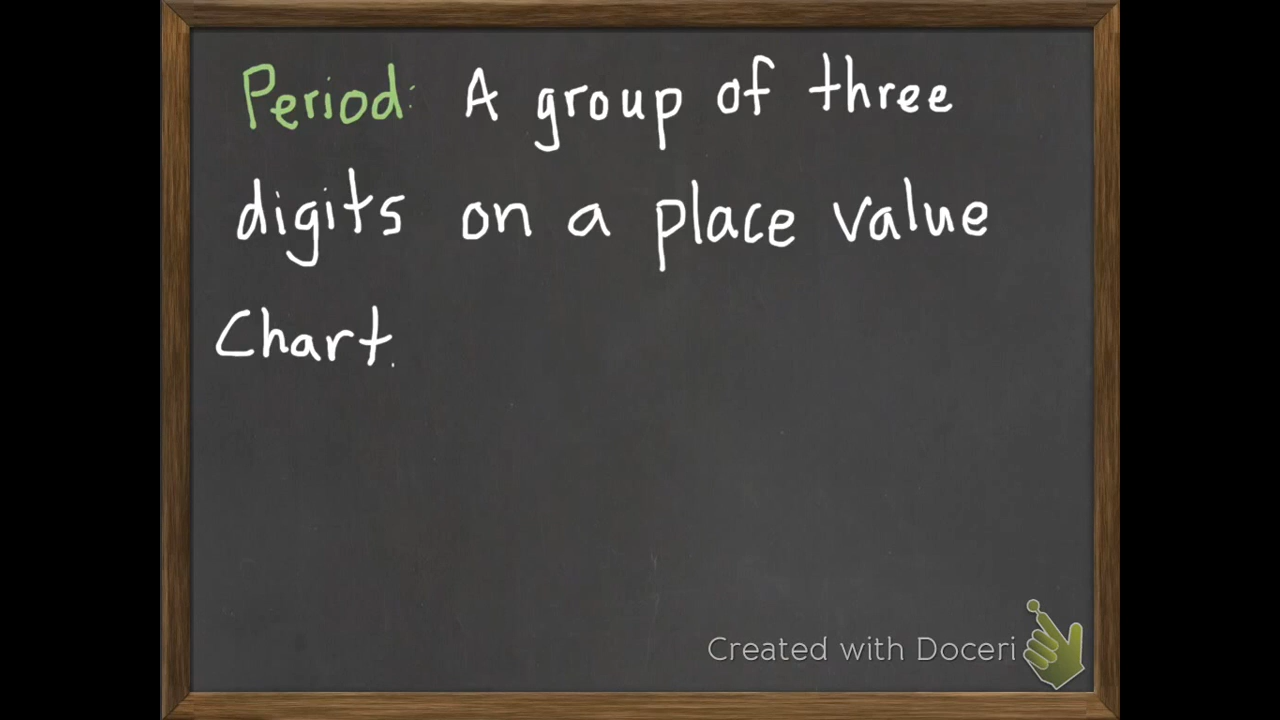 Period: A group of three
digits on a place value
Chart.
Created with Doceri